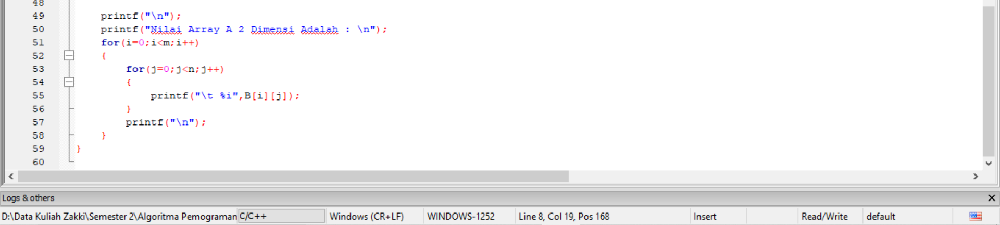 48
49 printf("\n");
50 printf("Nilai Array A 2 Dimensi Adalah : \n");
51 for(i=0;i<m;i++)
52 {
53 for(j=0;j<n;j++)
54 {
55 printf("\t %i",B[i][j]);
56 }
57 printf("\n");
58 }
59 }
60
Logs & others
D:\Data Kuliah Zakki\Semester 2\Algoritma Pemograman C/C++ Windows (CR+LF) WINDOWS-1252 Line 8, Col 19, Pos 168 Insert Read/Write default